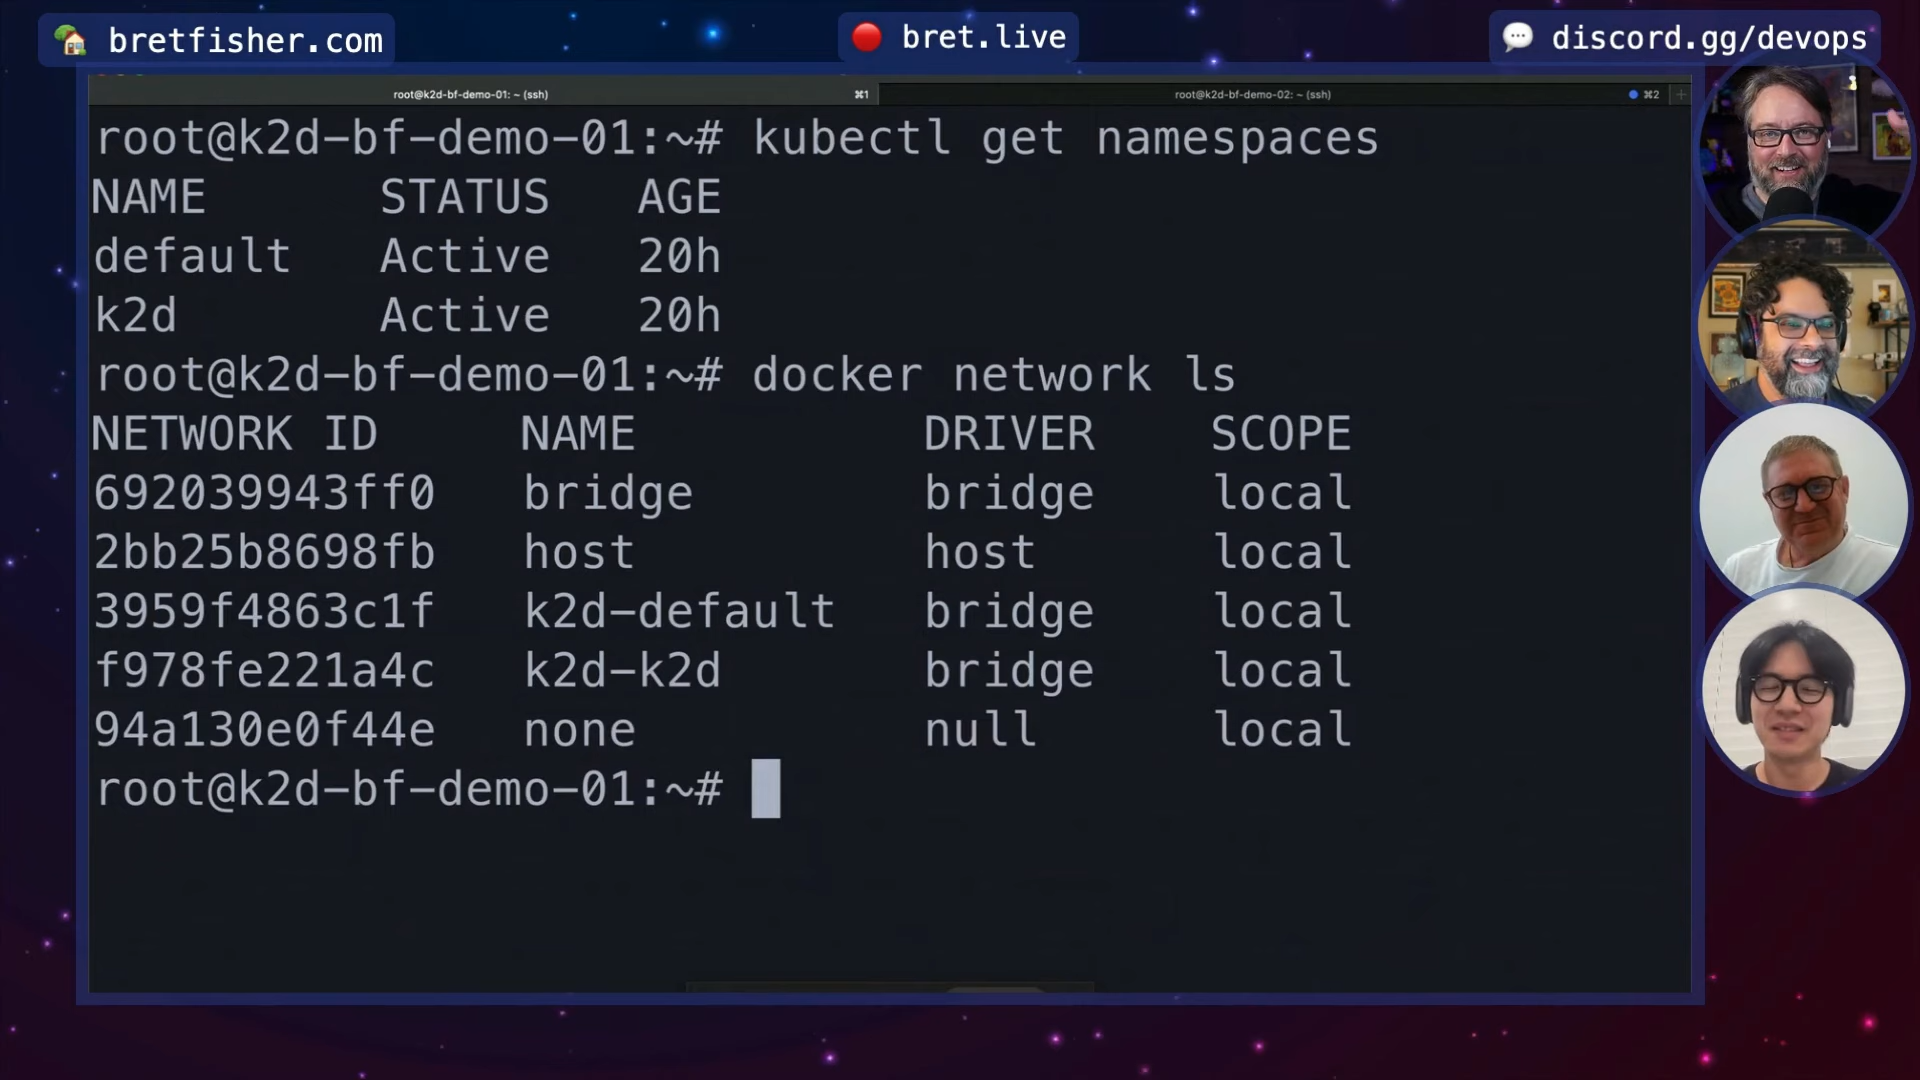 bretfisher.com
bret.live
discord.gg/devops
root@k2d-bf-demo-01: ~ (ssh)
⌘1
root@k2d-bf-demo-02: ~ (ssh)
⌘2
root@k2d-bf-demo-01:~# kubectl get namespaces
NAME STATUS AGE
default Active 20h
k2d Active 20h
root@k2d-bf-demo-01:~# docker network ls
NETWORK ID NAME DRIVER SCOPE
692039943ff0 bridge bridge local
2bb25b8698fb host host local
3959f4863c1f k2d-default bridge local
f978fe221a4c k2d-k2d bridge local
94a130e0f44e none null local
root@k2d-bf-demo-01:~#